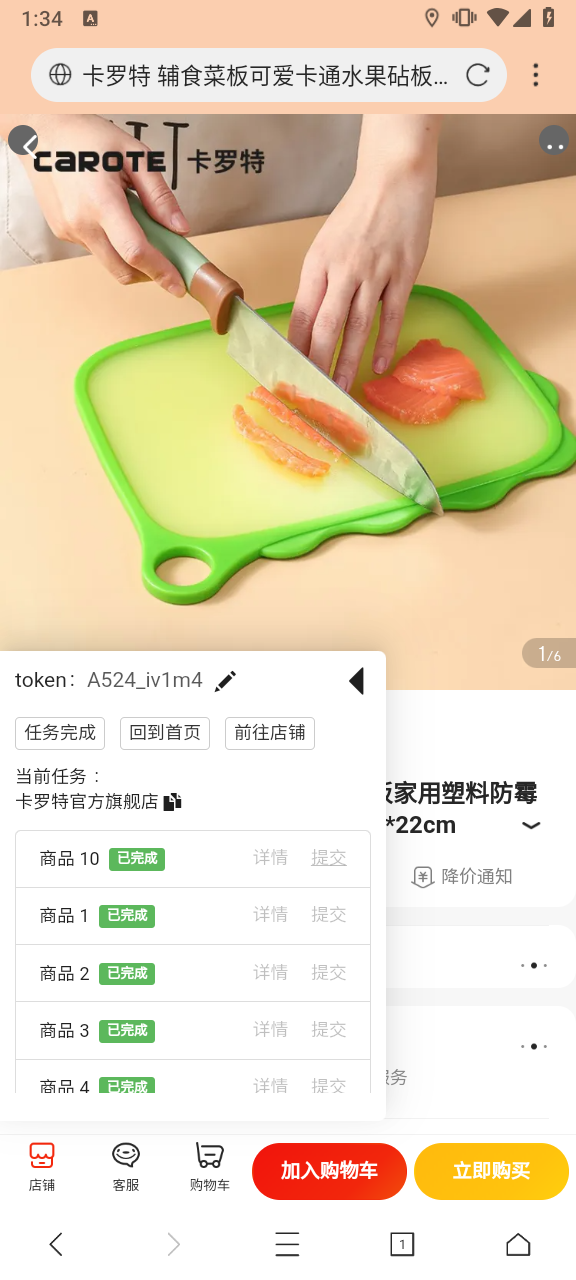 1:34 A
卡罗特 辅食菜板可爱卡通水果砧板...
CAROTE 卡罗特
1/6
token： A524_iv1m4
任务完成 回到首页 前往店铺
当前任务：
卡罗特官方旗舰店
家用塑料防霉
*22cm
降价通知
商品 10 已完成 详情 提交
商品 1 已完成 详情 提交
商品 2 已完成 详情 提交
商品 3 已完成 详情 提交
商品 4 已完成 详情 提交
务
店铺 客服 购物车 加入购物车 立即购买
1